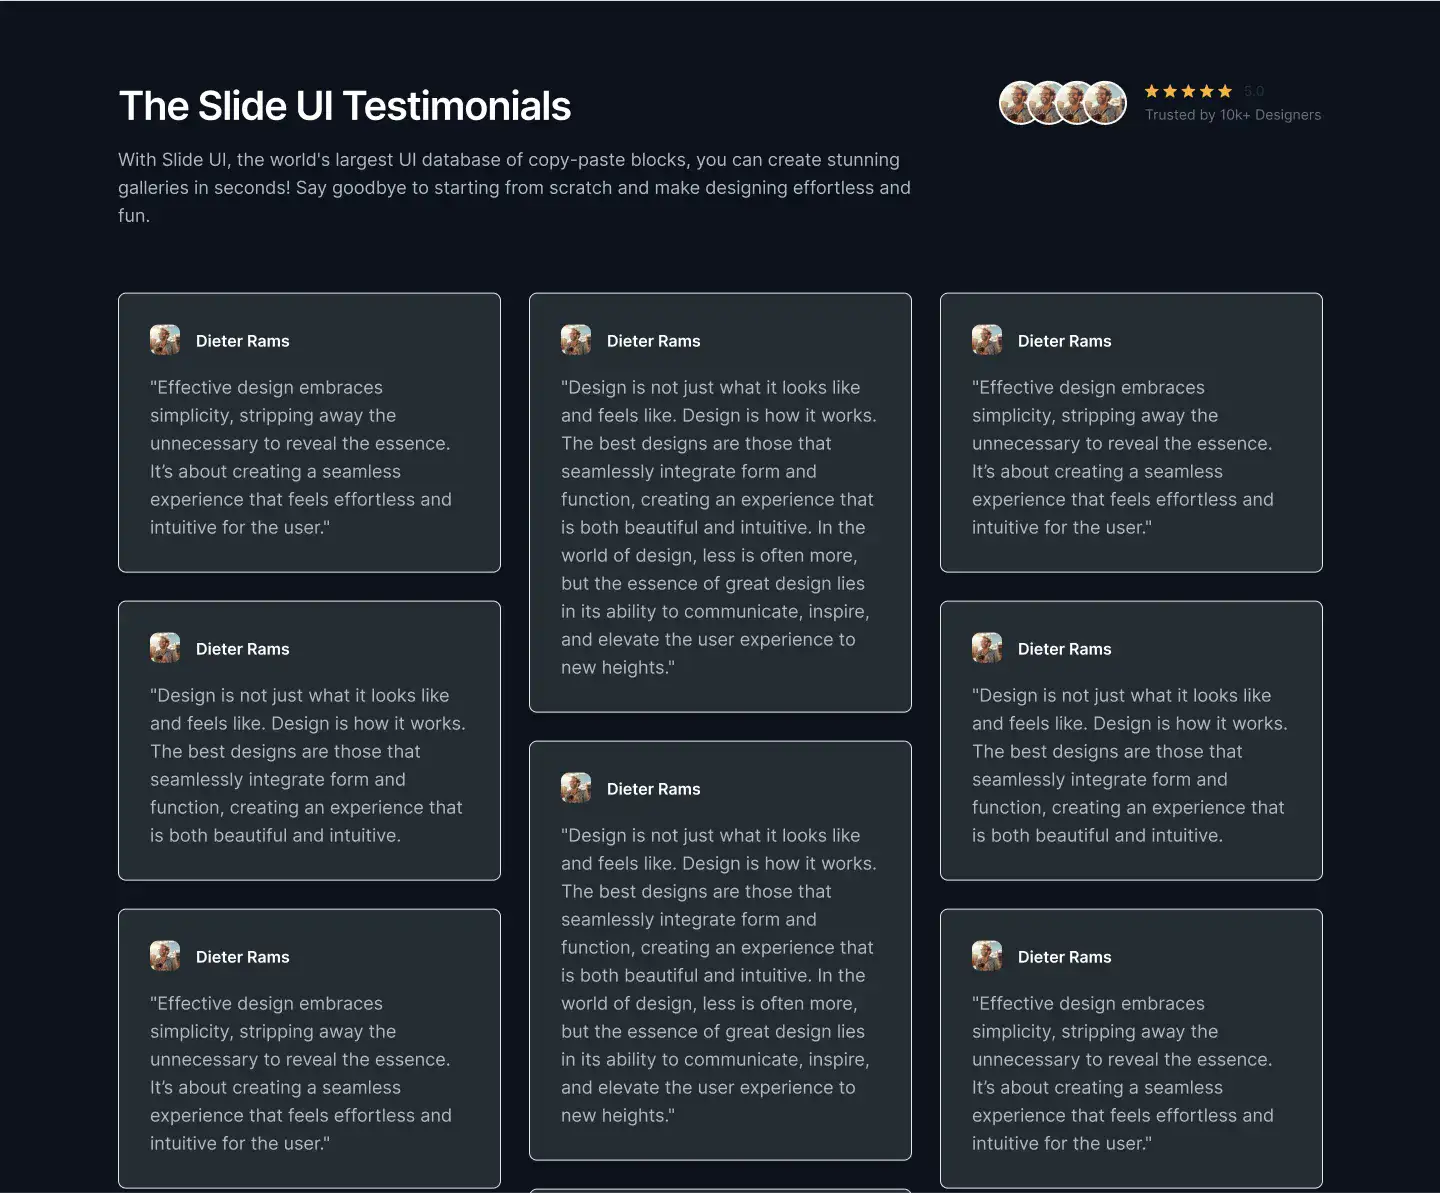 The Slide UI Testimonials
5.0
Trusted by 10k+ Designers
With Slide UI, the world's largest UI database of copy-paste blocks, you can create stunning
galleries in seconds! Say goodbye to starting from scratch and make designing effortless and
fun.
Dieter Rams
"Effective design embraces
simplicity, stripping away the
unnecessary to reveal the essence.
It’s about creating a seamless
experience that feels effortless and
intuitive for the user."
Dieter Rams
"Design is not just what it looks like
and feels like. Design is how it works.
The best designs are those that
seamlessly integrate form and
function, creating an experience that
is both beautiful and intuitive.
Dieter Rams
"Effective design embraces
simplicity, stripping away the
unnecessary to reveal the essence.
It’s about creating a seamless
experience that feels effortless and
intuitive for the user."
Dieter Rams
"Design is not just what it looks like
and feels like. Design is how it works.
The best designs are those that
seamlessly integrate form and
function, creating an experience that
is both beautiful and intuitive. In the
world of design, less is often more,
but the essence of great design lies
in its ability to communicate, inspire,
and elevate the user experience to
new heights."
Dieter Rams
"Design is not just what it looks like
and feels like. Design is how it works.
The best designs are those that
seamlessly integrate form and
function, creating an experience that
is both beautiful and intuitive. In the
world of design, less is often more,
but the essence of great design lies
in its ability to communicate, inspire,
and elevate the user experience to
new heights."
Dieter Rams
"Effective design embraces
simplicity, stripping away the
unnecessary to reveal the essence.
It’s about creating a seamless
experience that feels effortless and
intuitive for the user."
Dieter Rams
"Design is not just what it looks like
and feels like. Design is how it works.
The best designs are those that
seamlessly integrate form and
function, creating an experience that
is both beautiful and intuitive.
Dieter Rams
"Effective design embraces
simplicity, stripping away the
unnecessary to reveal the essence.
It’s about creating a seamless
experience that feels effortless and
intuitive for the user."